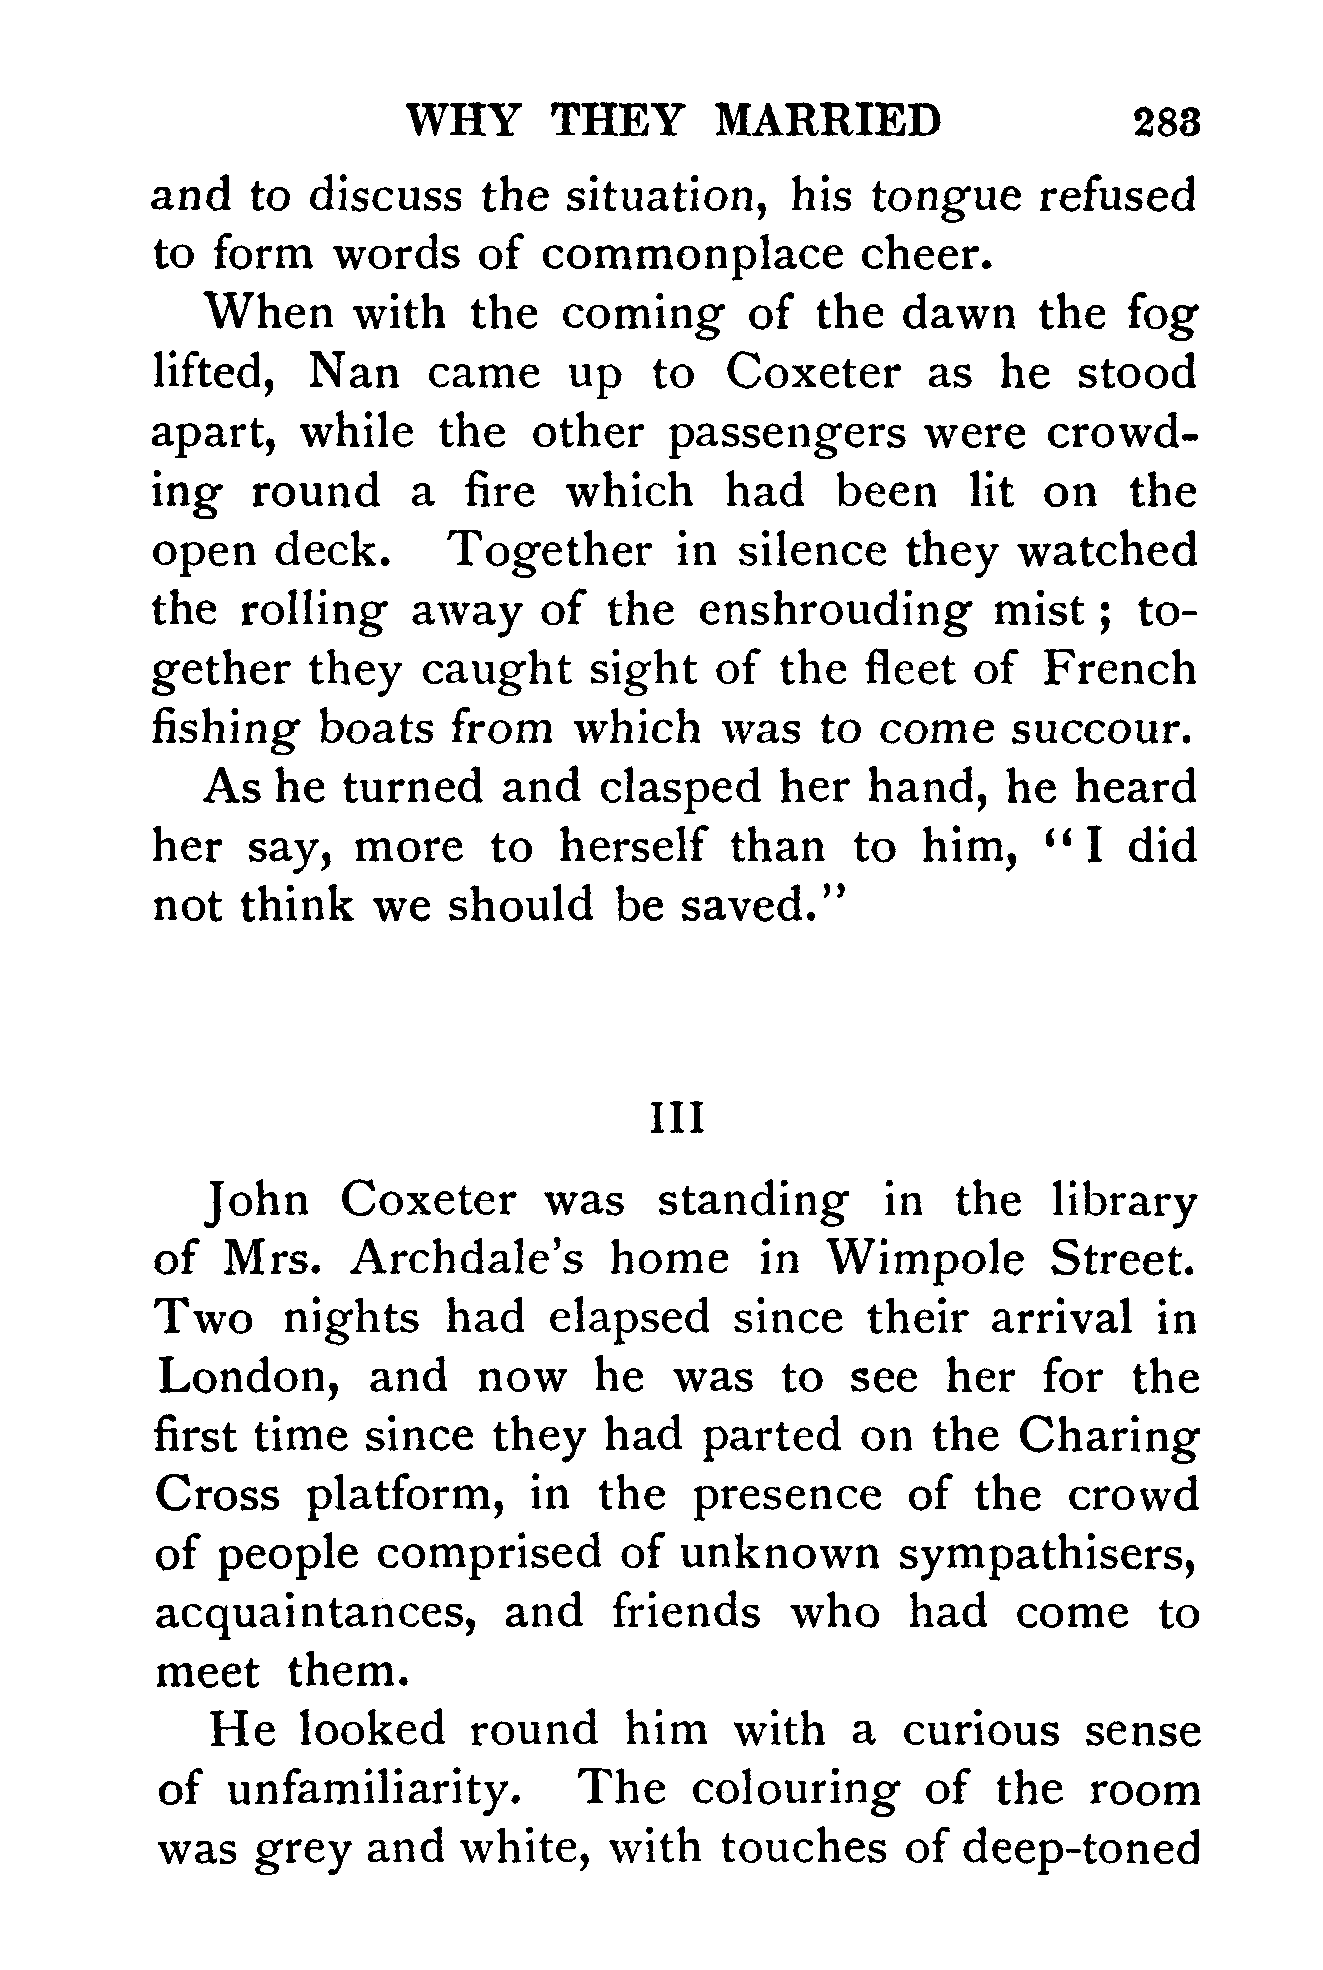 WHY THEY MARRIED 283
and to discuss the situation, his tongue refused
to form words of commonplace cheer.
When with the coming of the dawn the fog
lifted, Nan came up to Coxeter as he stood
apart, while the other passengers were crowd-
ing round a fire which had been lit on the
open deck. Together in silence they watched
the rolling away of the enshrouding mist ; to-
gether they caught sight of the fleet of French
fishing boats from which was to come succour.
As he turned and clasped her hand, he heard
her say, more to herself than to him, “ I did
not think we should be saved.”
III
John Coxeter was standing in the library
of Mrs. Archdale’s home in Wimpole Street.
Two nights had elapsed since their arrival in
London, and now he was to see her for the
first time since they had parted on the Charing
Cross platform, in the presence of the crowd
of people comprised of unknown sympathisers,
acquaintances, and friends who had come to
meet them.
He looked round him with a curious sense
of unfamiliarity. The colouring of the room
was grey and white, with touches of deep-toned